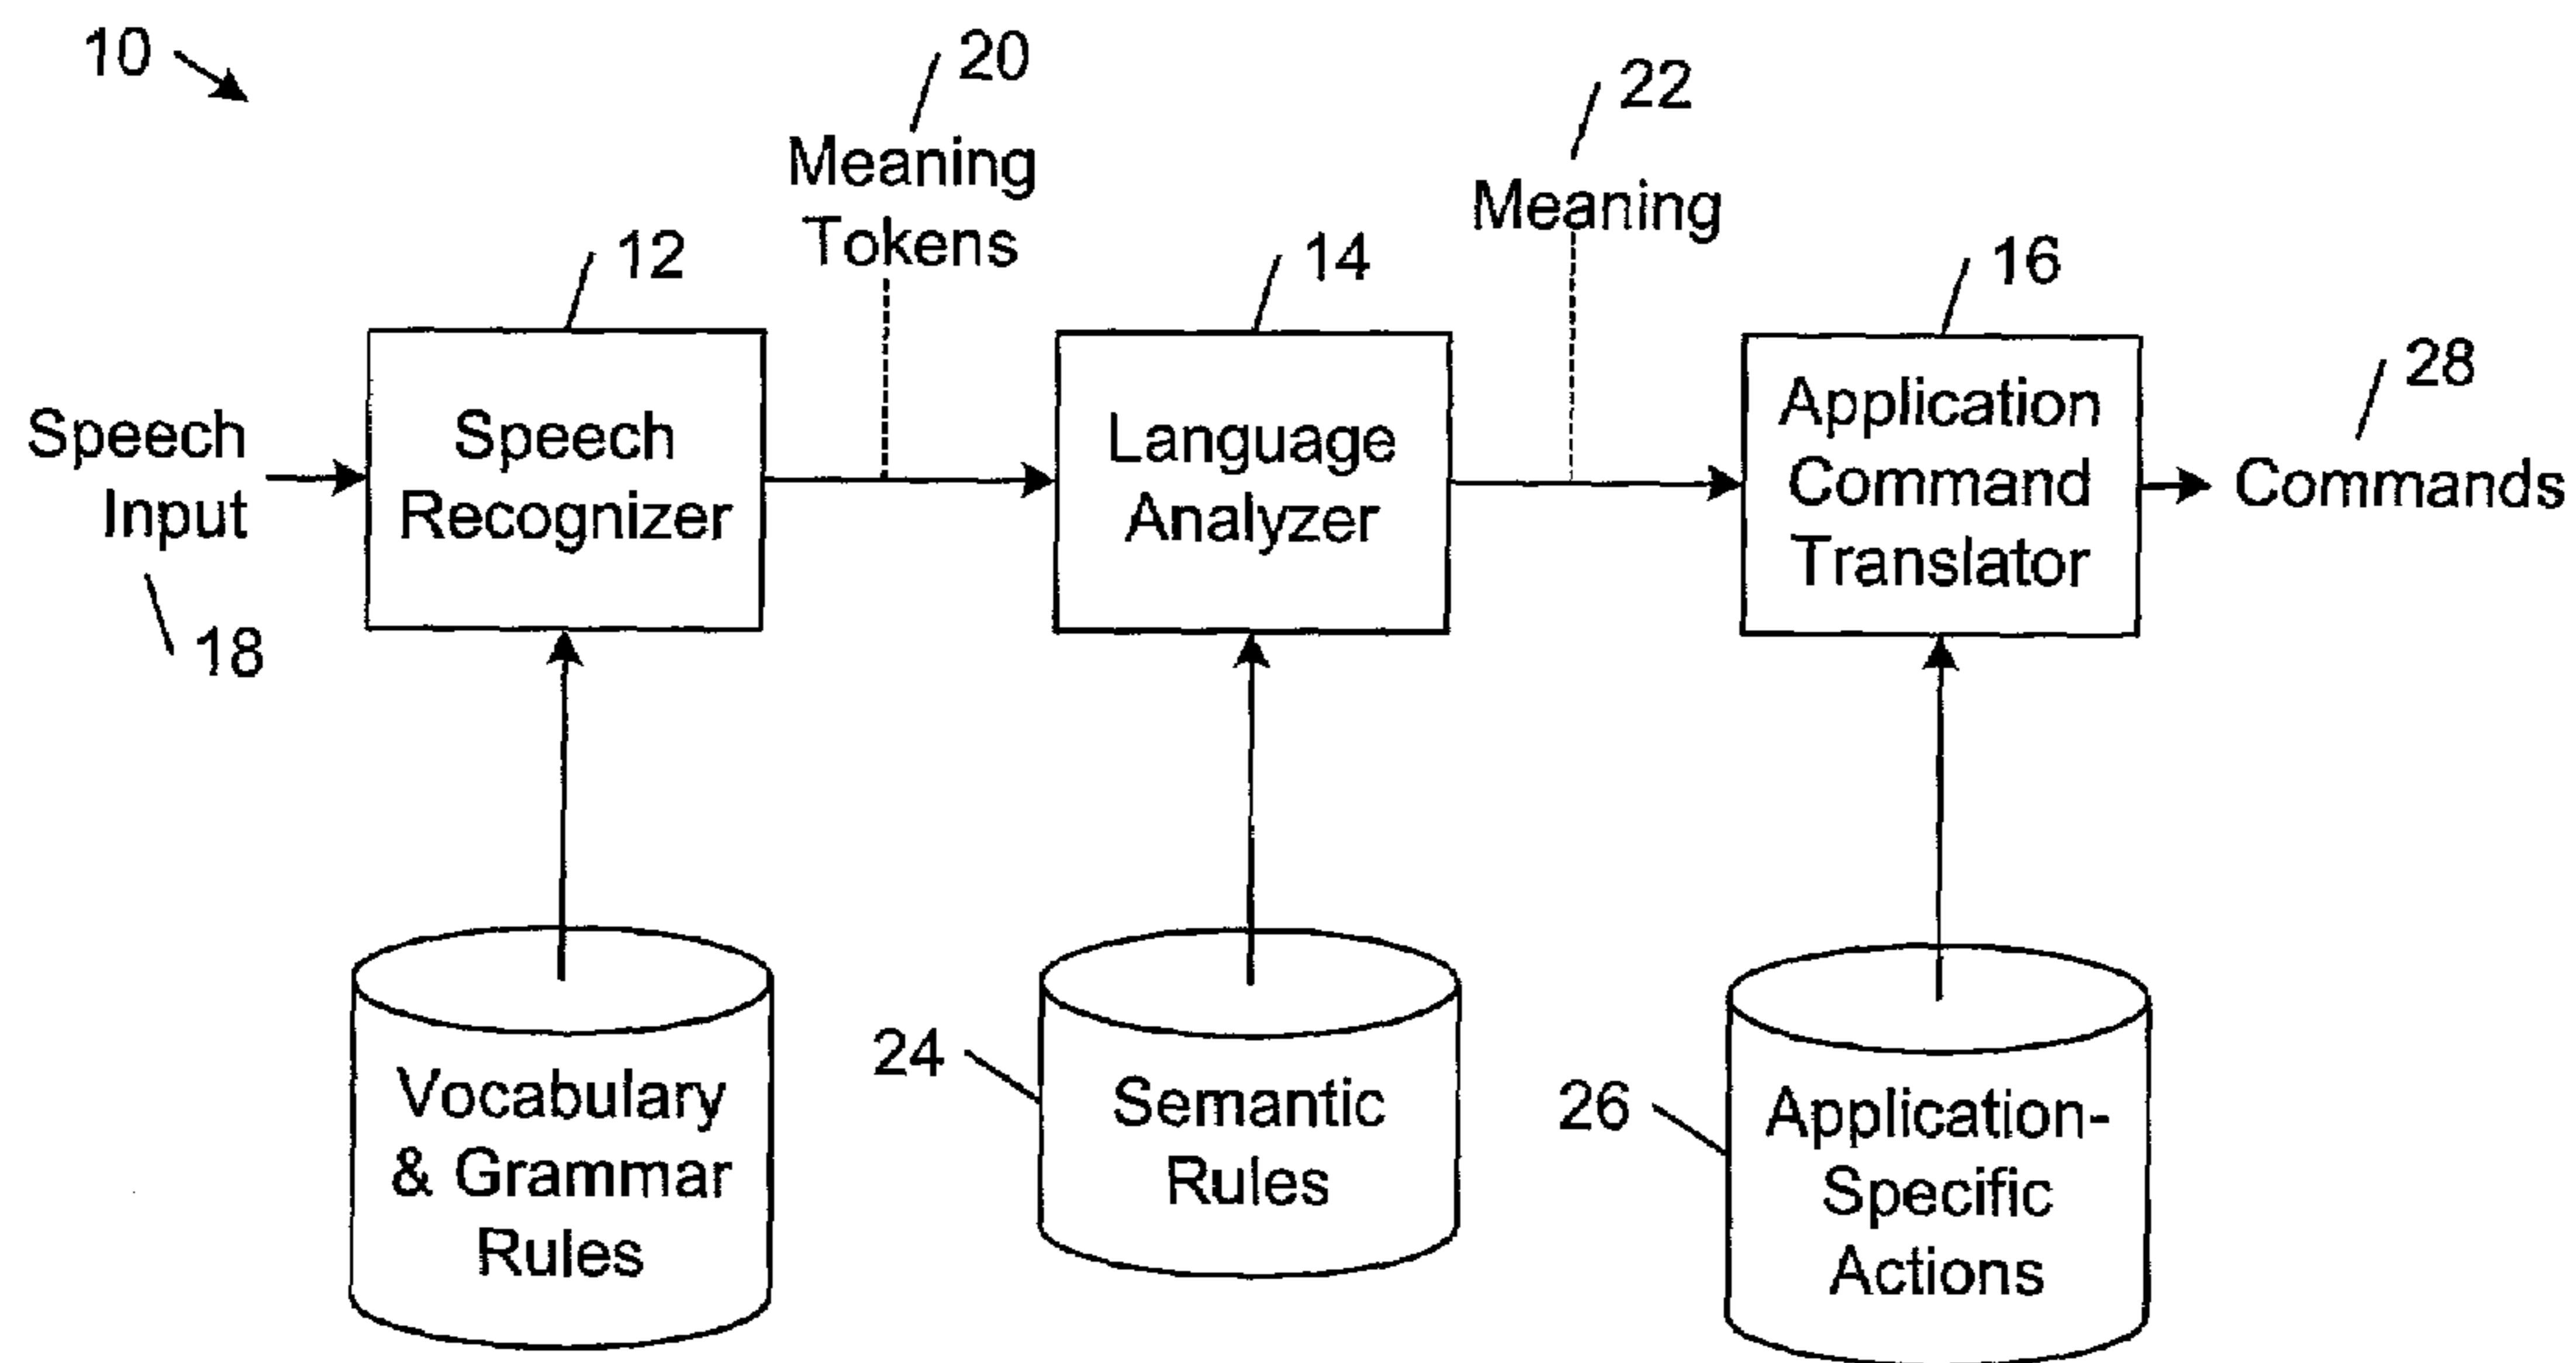 10
20
Meaning
Tokens
22
Meaning
12
14
16
28
Speech
Input
18
Speech
Recognizer
Language
Analyzer
Application
Command
Translator
Commands
Vocabulary
& Grammar
Rules
24
Semantic
Rules
26
Application-
Specific
Actions